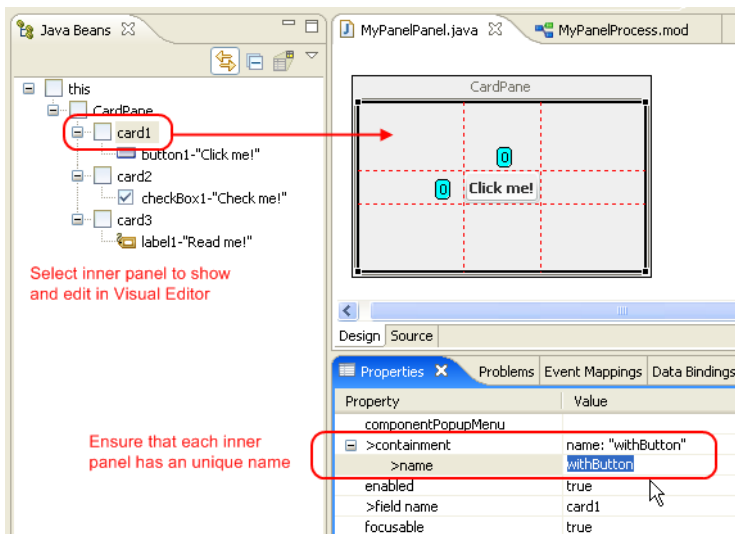 Java Beans
this
CardPane
card1
button1-"Click me!"
card2
checkBox1-"Check me!"
card3
label1-"Read me!"
Select inner panel to show
and edit in Visual Editor
Ensure that each inner
panel has an unique name
MyPanelPanel.java
MyPanelProcess.mod
CardPane
0
0 Click me!
Design Source
Properties Problems Event Mappings Data Bindings
Property Value
componentPopupMenu
>containment name: "withButton"
>name withButton
enabled true
>field name card1
focusable true